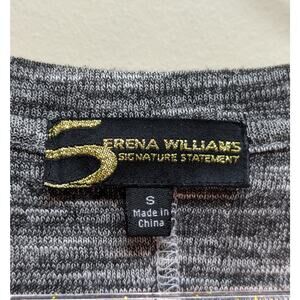 SERENA WILLIAMS
SIGNATURE STATEMENT
S
Made in
China